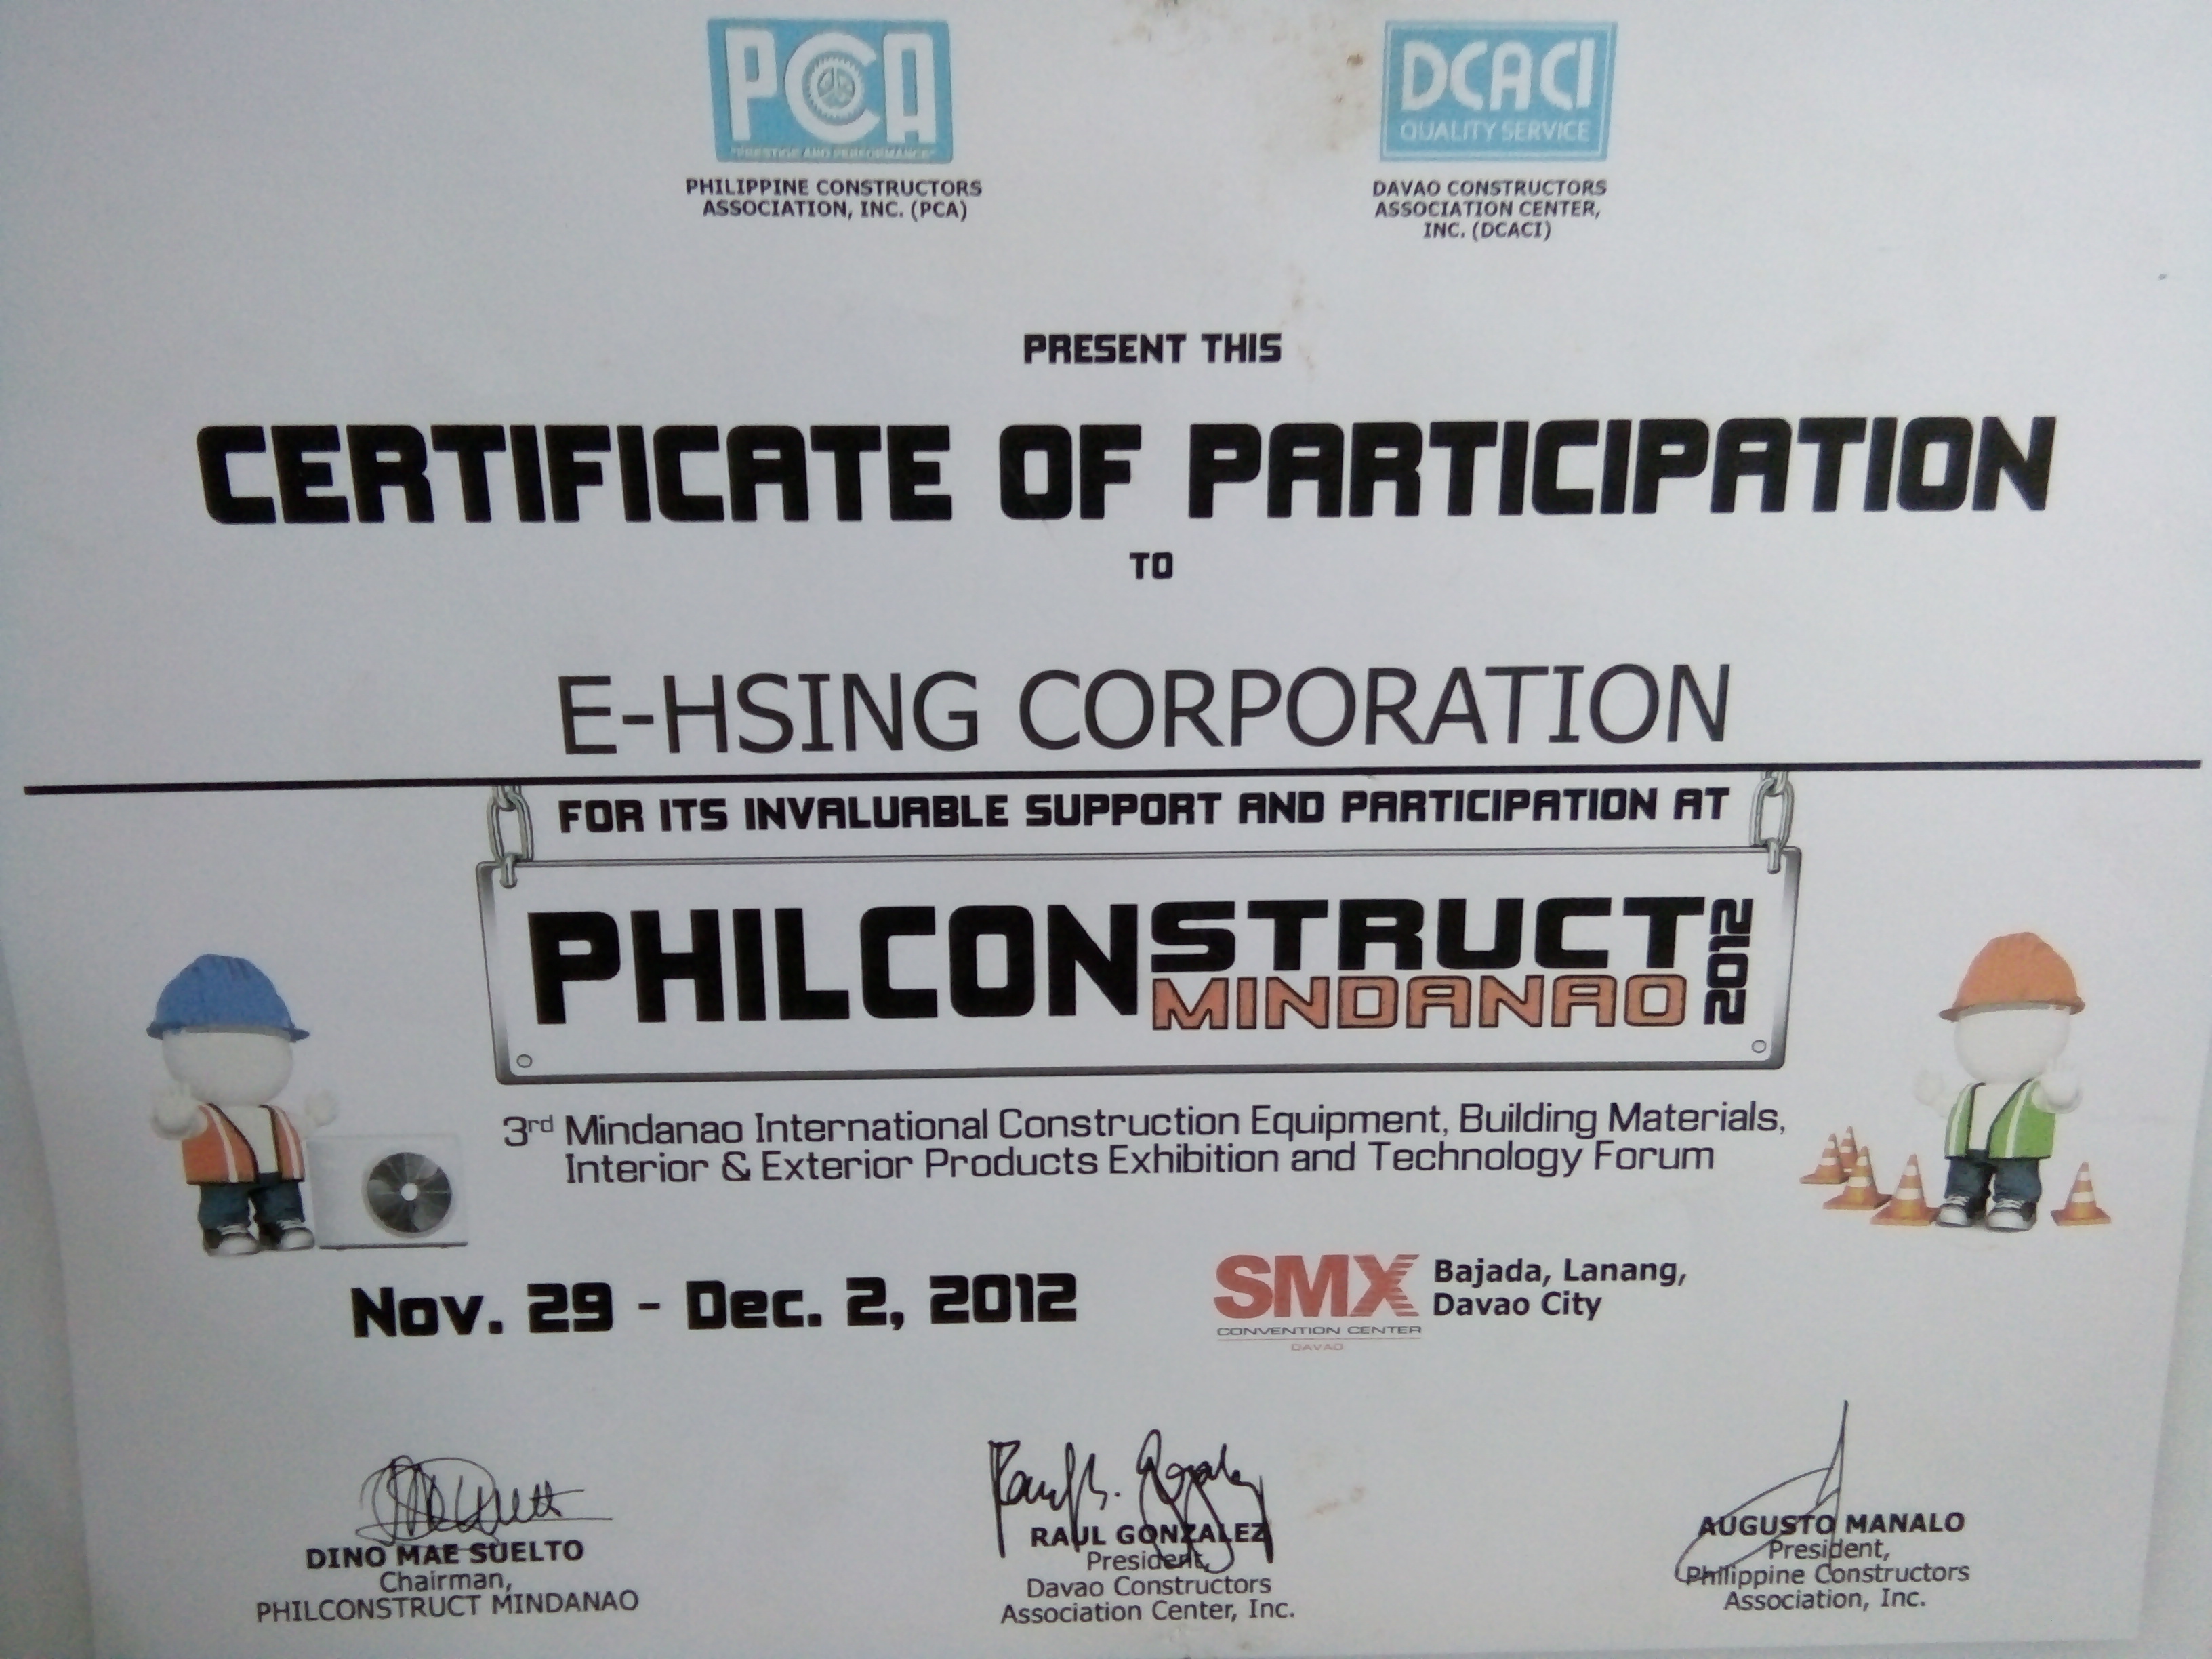 PCA
"PRESTIGE AND PERFORMANCE"
PHILIPPINE CONSTRUCTORS
ASSOCIATION, INC. (PCA)
DCACI
QUALITY SERVICE
DAVAO CONSTRUCTORS
ASSOCIATION CENTER,
INC. (DCACI)
PRESENT THIS
CERTIFICATE OF PARTICIPATION
TO
E-HSING CORPORATION
FOR ITS INVALUABLE SUPPORT AND PARTICIPATION AT
PHILCONSTRUCT
MINDANAO
2012
3rd Mindanao International Construction Equipment, Building Materials,
Interior & Exterior Products Exhibition and Technology Forum
Nov. 29 - Dec. 2, 2012
SMX
CONVENTION CENTER
DAVAO
Bajada, Lanang,
Davao City
DINO MAE SUELTO
Chairman,
PHILCONSTRUCT MINDANAO
RAUL GONZALEZ
President,
Davao Constructors
Association Center, Inc.
AUGUSTO MANALO
President,
Philippine Constructors
Association, Inc.